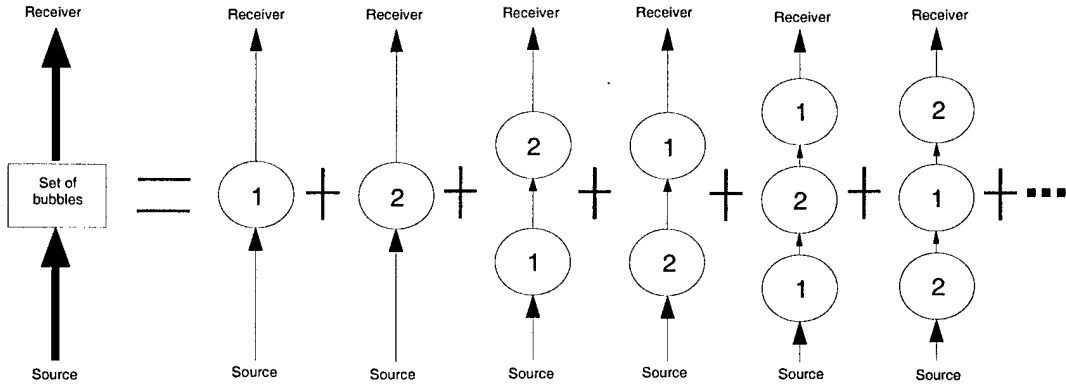 Receiver Receiver Receiver Receiver Receiver Receiver Receiver
1 2
2 1
Set of
bubbles
= 1 + 2 + + + 2 + 1 + ...
1 2
1 2
Source Source Source Source Source Source Source